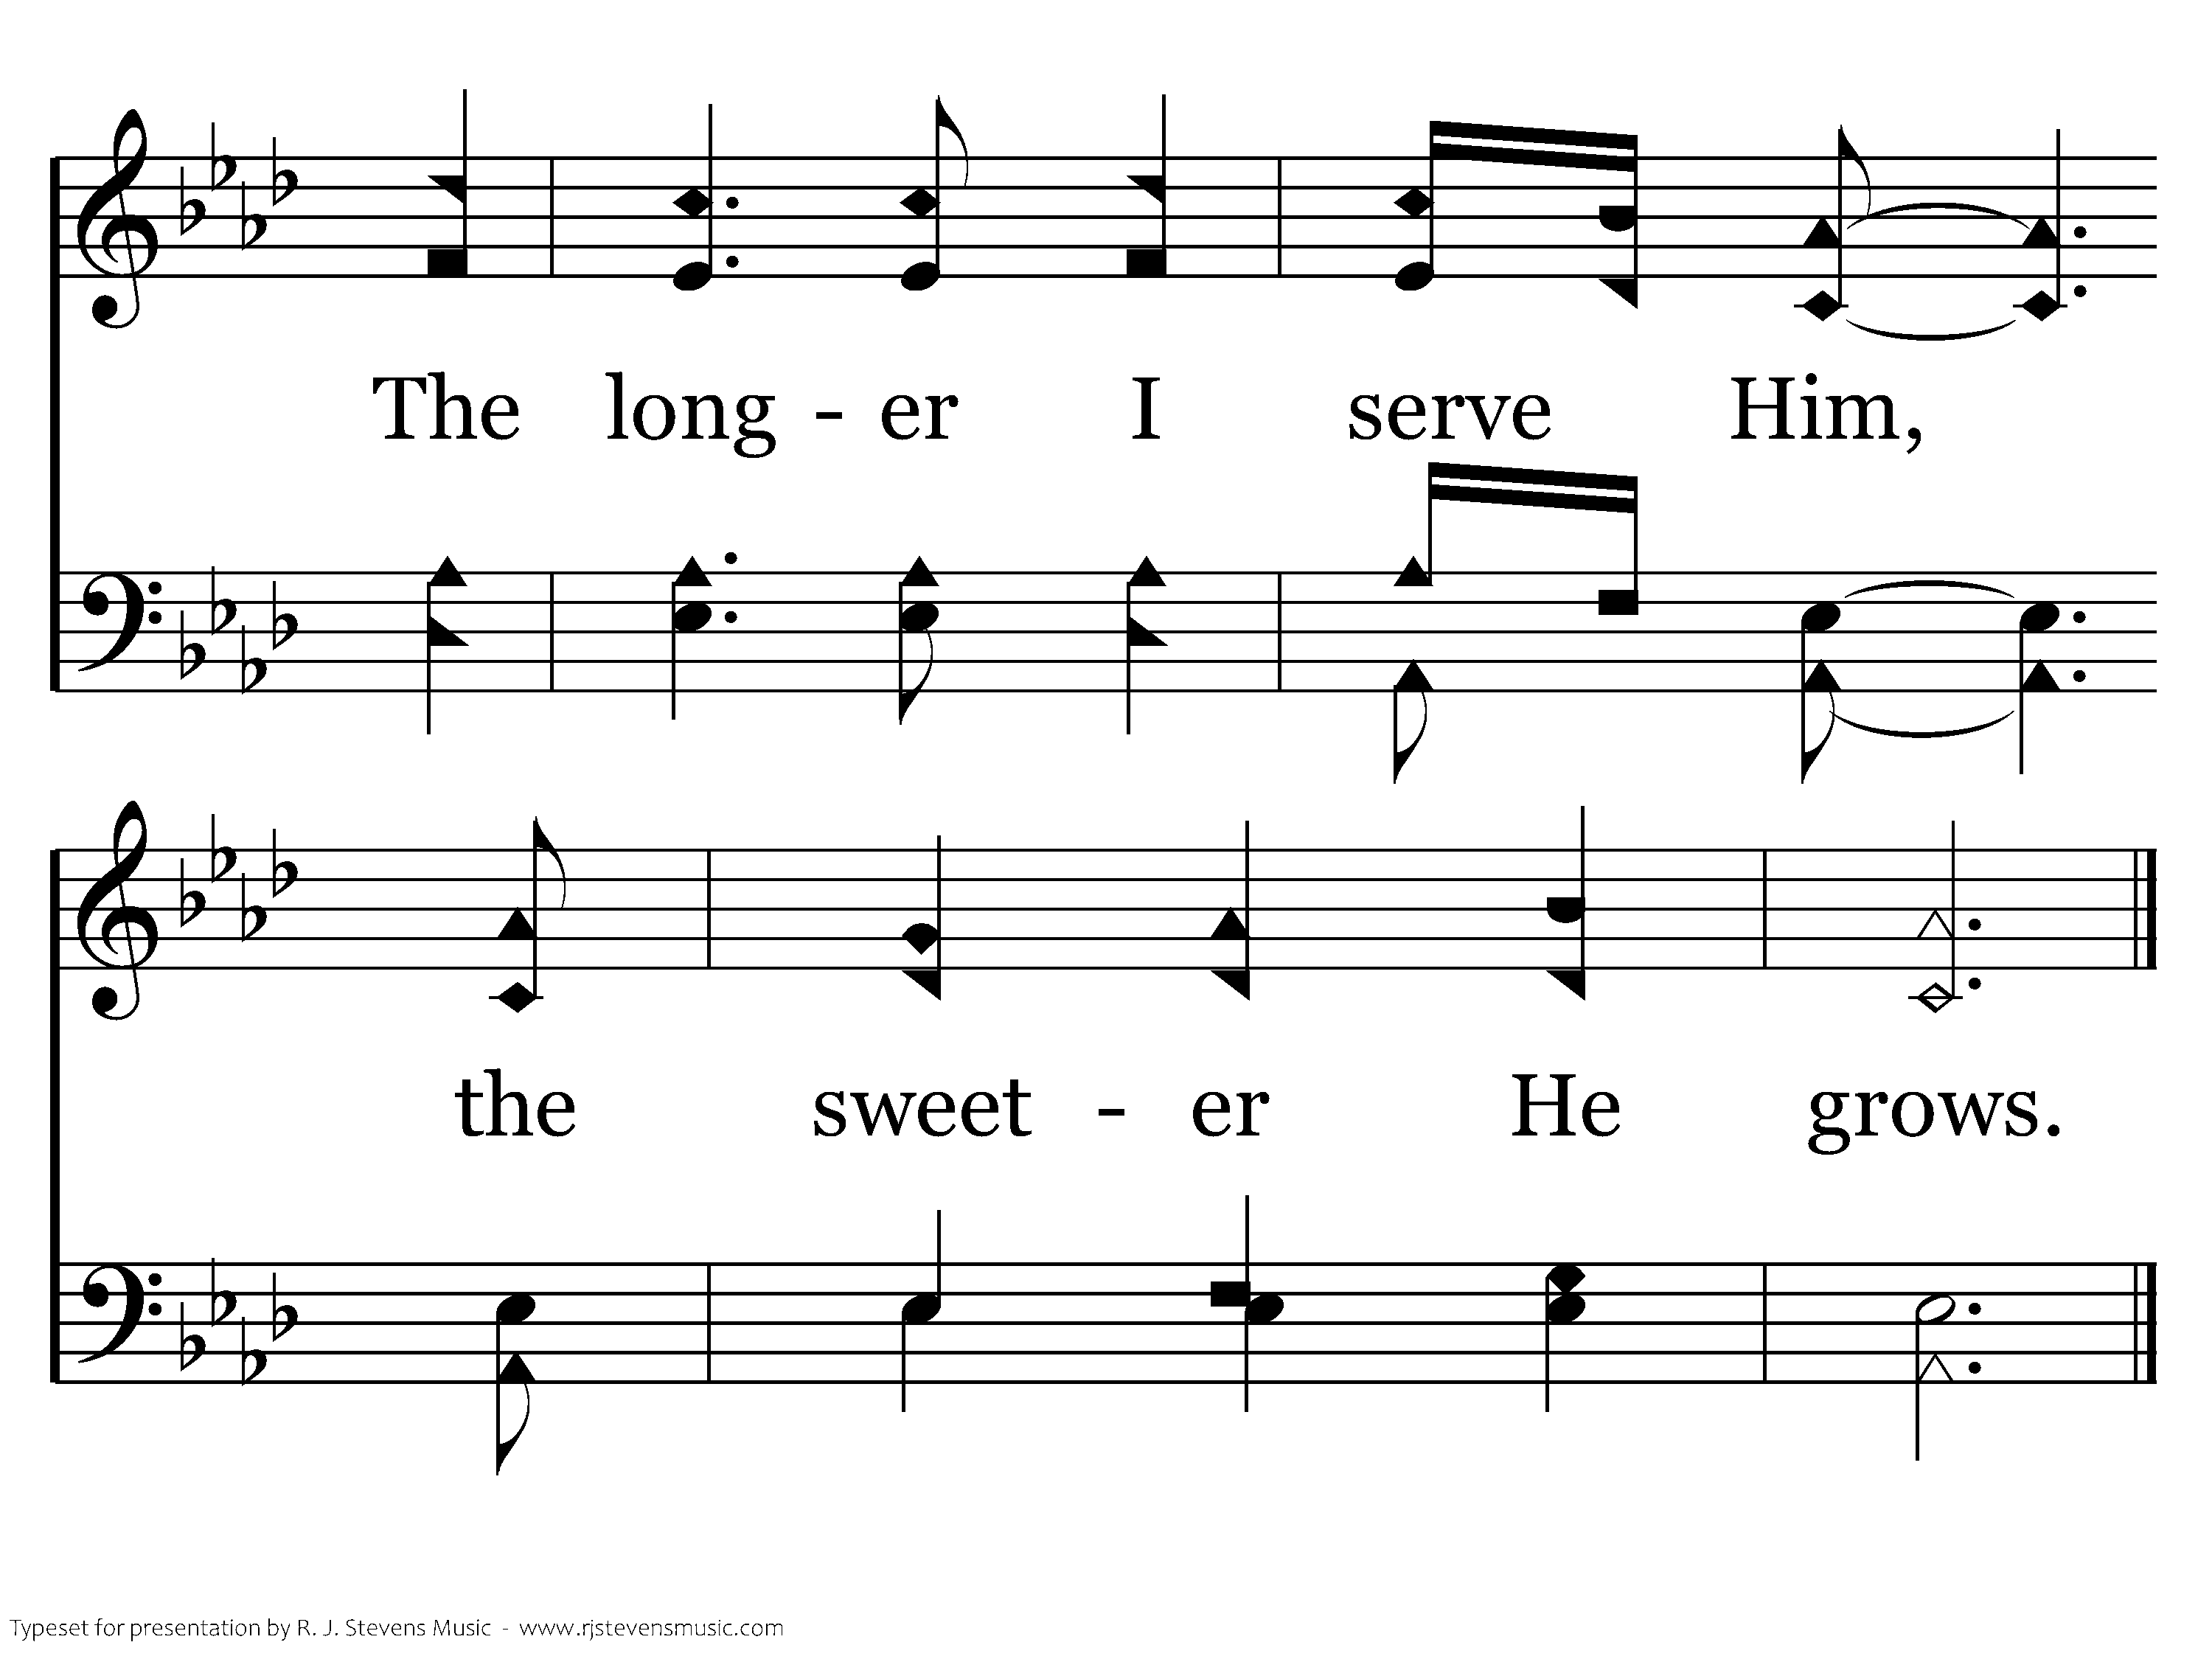 The long - er I serve Him,
the sweet - er He grows.
Typeset for presentation by R. J. Stevens Music - www.rjstevensmusic.com